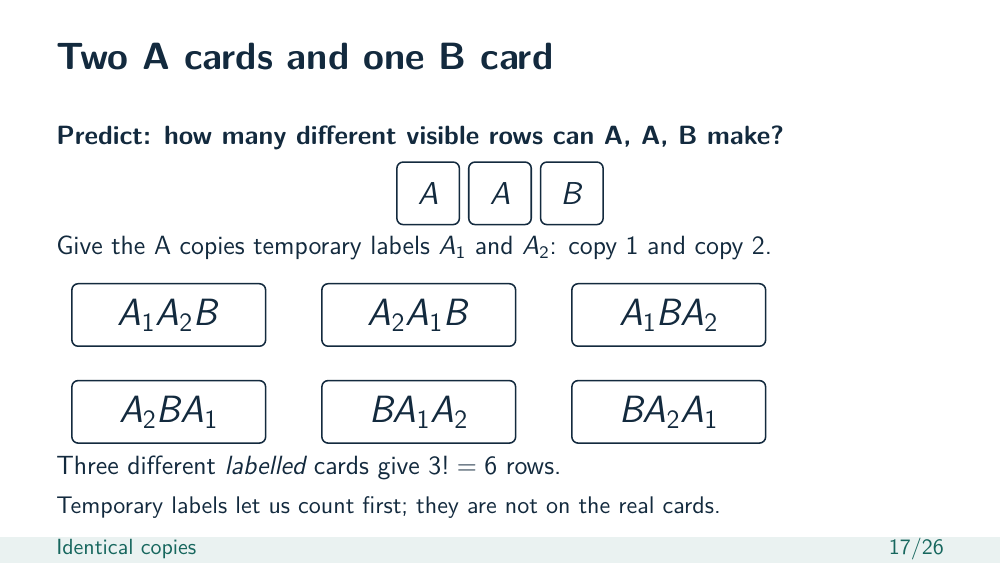 Two A cards and one B card
Predict: how many different visible rows can A, A, B make?
A A B
Give the A copies temporary labels A₁ and A₂: copy 1 and copy 2.
A₁A₂B A₂A₁B A₁BA₂
A₂BA₁ BA₁A₂ BA₂A₁
Three different labelled cards give 3! = 6 rows.
Temporary labels let us count first; they are not on the real cards.
Identical copies 17/26